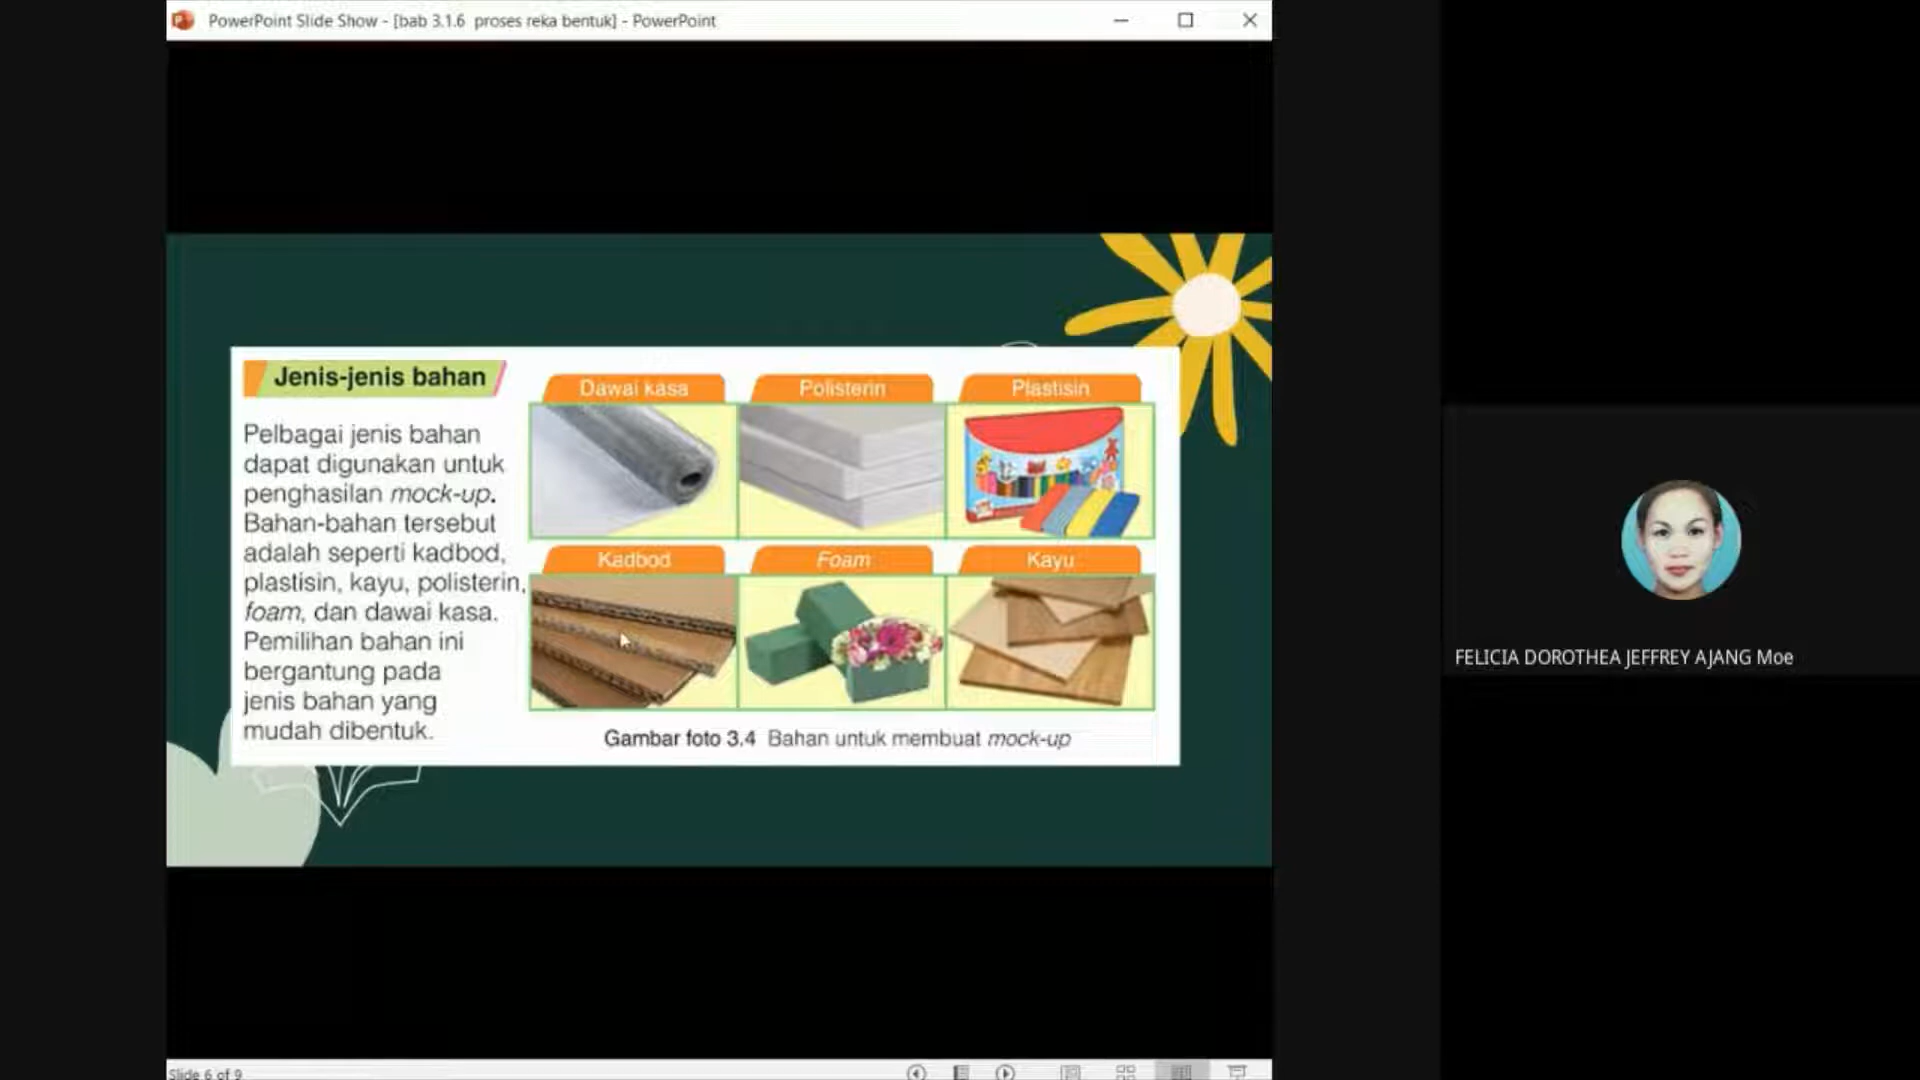 PowerPoint Slide Show - [bab 3.1.6 proses reka bentuk] - PowerPoint
Jenis-jenis bahan
Pelbagai jenis bahan
dapat digunakan untuk
penghasilan mock-up.
Bahan-bahan tersebut
adalah seperti kadbod,
plastisin, kayu, polisterin,
foam, dan dawai kasa.
Pemilihan bahan ini
bergantung pada
jenis bahan yang
mudah dibentuk.
Dawai kasa
Polisterin
Plastisin
Kadbod
Foam
Kayu
Gambar foto 3.4 Bahan untuk membuat mock-up
FELICIA DOROTHEA JEFFREY AJANG Moe
Slide 6 of 9